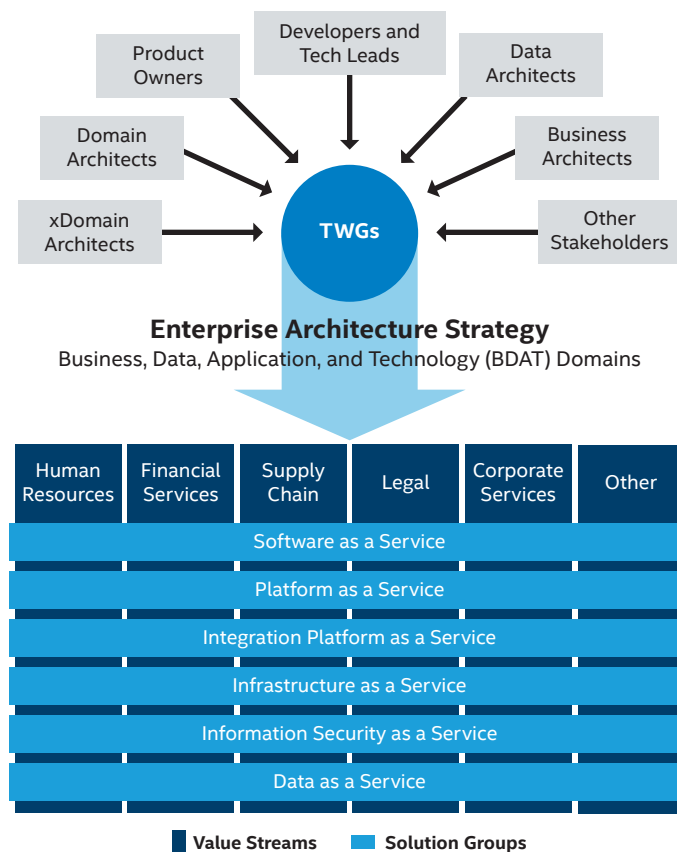 Developers and
Tech Leads
Product
Owners
Data
Architects
Domain
Architects
Business
Architects
xDomain
Architects
TWGs
Other
Stakeholders
Enterprise Architecture Strategy
Business, Data, Application, and Technology (BDAT) Domains
Human
Resources
Financial
Services
Supply
Chain
Legal
Corporate
Services
Other
Software as a Service
Platform as a Service
Integration Platform as a Service
Infrastructure as a Service
Information Security as a Service
Data as a Service
Value Streams
Solution Groups